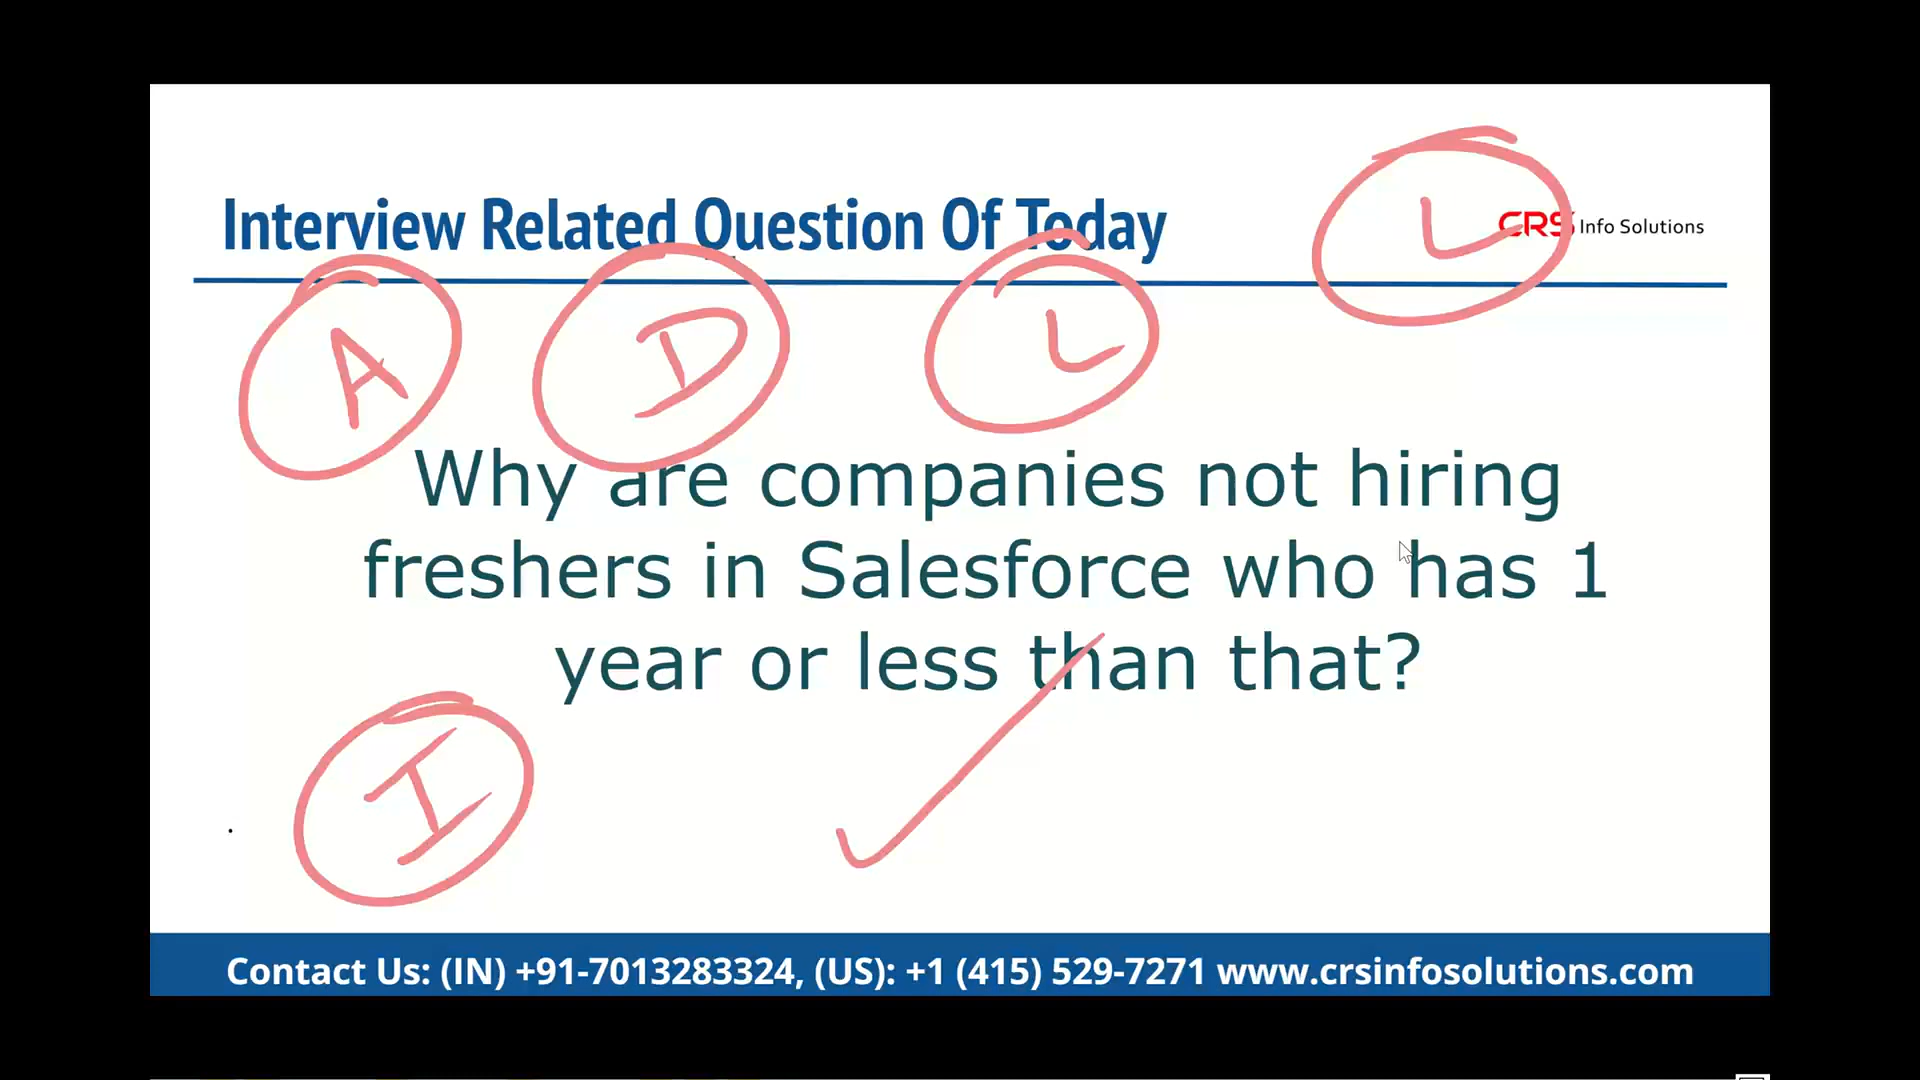 Interview Related Question Of Today
CRS Info Solutions
L
A D L
Why are companies not hiring
freshers in Salesforce who has 1
year or less than that?
I
Contact Us: (IN) +91-7013283324, (US): +1 (415) 529-7271 www.crsinfosolutions.com